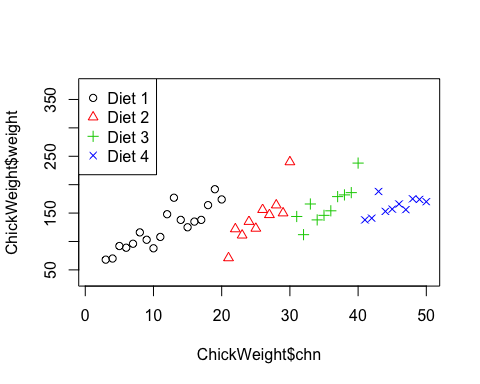 Diet 1
Diet 2
Diet 3
Diet 4
ChickWeight$weight
350
250
150
50
0 10 20 30 40 50
ChickWeight$chn